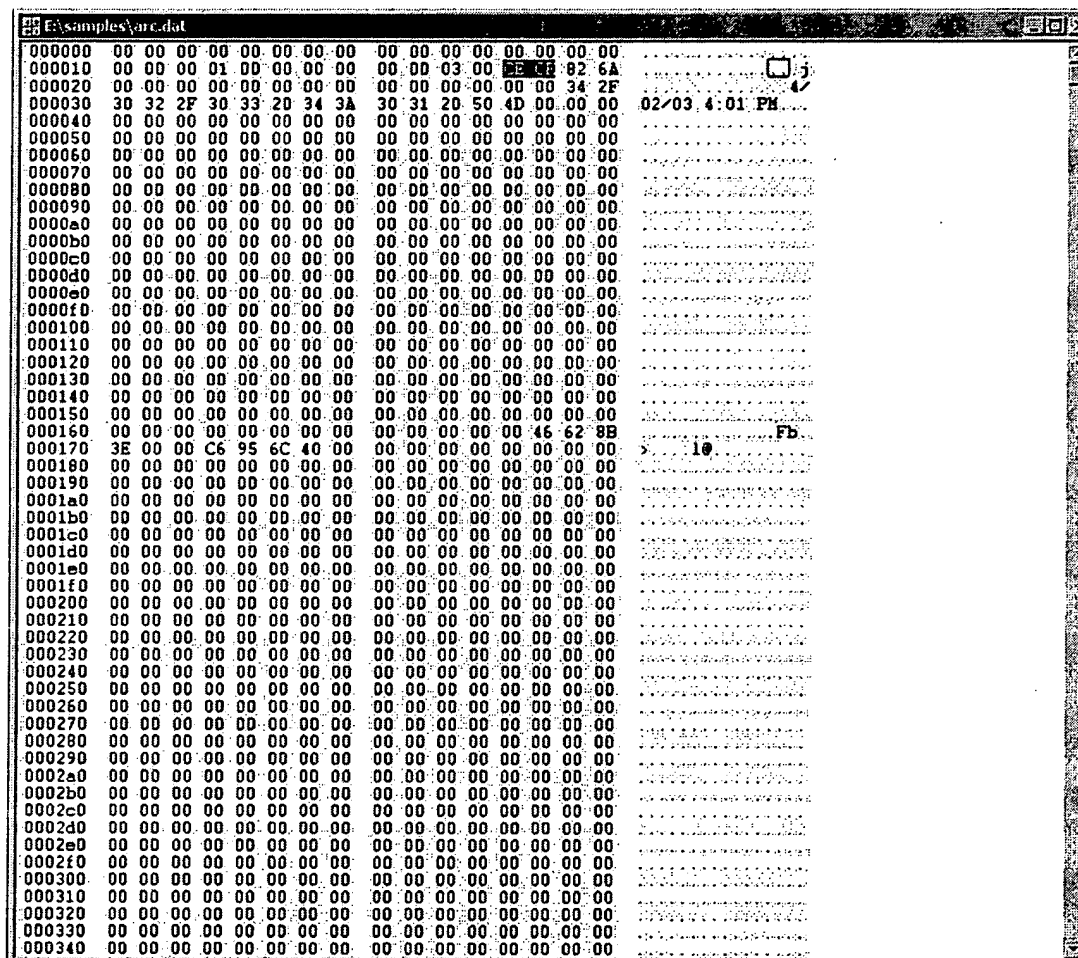 E:\samples\arc.dat
000000 00 00 00 00 00 00 00 00 00 00 00 00 00 00 00 00 ................
000010 00 00 00 01 00 00 00 00 00 00 03 00 82 6A ............ j
000020 00 00 00 00 00 00 00 00 00 00 00 00 00 00 34 2F ..............4/
000030 30 32 2F 30 33 20 34 3A 30 31 20 50 4D 00 00 00 02/03 4:01 PM...
000040 00 00 00 00 00 00 00 00 00 00 00 00 00 00 00 00 ................
000050 00 00 00 00 00 00 00 00 00 00 00 00 00 00 00 00 ................
000060 00 00 00 00 00 00 00 00 00 00 00 00 00 00 00 00 ................
000070 00 00 00 00 00 00 00 00 00 00 00 00 00 00 00 00 ................
000080 00 00 00 00 00 00 00 00 00 00 00 00 00 00 00 00 ................
000090 00 00 00 00 00 00 00 00 00 00 00 00 00 00 00 00 ................
0000a0 00 00 00 00 00 00 00 00 00 00 00 00 00 00 00 00 ................
0000b0 00 00 00 00 00 00 00 00 00 00 00 00 00 00 00 00 ................
0000c0 00 00 00 00 00 00 00 00 00 00 00 00 00 00 00 00 ................
0000d0 00 00 00 00 00 00 00 00 00 00 00 00 00 00 00 00 ................
0000e0 00 00 00 00 00 00 00 00 00 00 00 00 00 00 00 00 ................
0000f0 00 00 00 00 00 00 00 00 00 00 00 00 00 00 00 00 ................
000100 00 00 00 00 00 00 00 00 00 00 00 00 00 00 00 00 ................
000110 00 00 00 00 00 00 00 00 00 00 00 00 00 00 00 00 ................
000120 00 00 00 00 00 00 00 00 00 00 00 00 00 00 00 00 ................
000130 00 00 00 00 00 00 00 00 00 00 00 00 00 00 00 00 ................
000140 00 00 00 00 00 00 00 00 00 00 00 00 00 00 00 00 ................
000150 00 00 00 00 00 00 00 00 00 00 00 00 00 00 00 00 ................
000160 00 00 00 00 00 00 00 00 00 00 00 00 00 46 62 8B .............Fb
000170 3E 00 00 C6 95 6C 40 00 00 00 00 00 00 00 00 00 >.. l@.........
000180 00 00 00 00 00 00 00 00 00 00 00 00 00 00 00 00 ................
000190 00 00 00 00 00 00 00 00 00 00 00 00 00 00 00 00 ................
0001a0 00 00 00 00 00 00 00 00 00 00 00 00 00 00 00 00 ................
0001b0 00 00 00 00 00 00 00 00 00 00 00 00 00 00 00 00 ................
0001c0 00 00 00 00 00 00 00 00 00 00 00 00 00 00 00 00 ................
0001d0 00 00 00 00 00 00 00 00 00 00 00 00 00 00 00 00 ................
0001e0 00 00 00 00 00 00 00 00 00 00 00 00 00 00 00 00 ................
0001f0 00 00 00 00 00 00 00 00 00 00 00 00 00 00 00 00 ................
000200 00 00 00 00 00 00 00 00 00 00 00 00 00 00 00 00 ................
000210 00 00 00 00 00 00 00 00 00 00 00 00 00 00 00 00 ................
000220 00 00 00 00 00 00 00 00 00 00 00 00 00 00 00 00 ................
000230 00 00 00 00 00 00 00 00 00 00 00 00 00 00 00 00 ................
000240 00 00 00 00 00 00 00 00 00 00 00 00 00 00 00 00 ................
000250 00 00 00 00 00 00 00 00 00 00 00 00 00 00 00 00 ................
000260 00 00 00 00 00 00 00 00 00 00 00 00 00 00 00 00 ................
000270 00 00 00 00 00 00 00 00 00 00 00 00 00 00 00 00 ................
000280 00 00 00 00 00 00 00 00 00 00 00 00 00 00 00 00 ................
000290 00 00 00 00 00 00 00 00 00 00 00 00 00 00 00 00 ................
0002a0 00 00 00 00 00 00 00 00 00 00 00 00 00 00 00 00 ................
0002b0 00 00 00 00 00 00 00 00 00 00 00 00 00 00 00 00 ................
0002c0 00 00 00 00 00 00 00 00 00 00 00 00 00 00 00 00 ................
0002d0 00 00 00 00 00 00 00 00 00 00 00 00 00 00 00 00 ................
0002e0 00 00 00 00 00 00 00 00 00 00 00 00 00 00 00 00 ................
0002f0 00 00 00 00 00 00 00 00 00 00 00 00 00 00 00 00 ................
000300 00 00 00 00 00 00 00 00 00 00 00 00 00 00 00 00 ................
000310 00 00 00 00 00 00 00 00 00 00 00 00 00 00 00 00 ................
000320 00 00 00 00 00 00 00 00 00 00 00 00 00 00 00 00 ................
000330 00 00 00 00 00 00 00 00 00 00 00 00 00 00 00 00 ................
000340 00 00 00 00 00 00 00 00 00 00 00 00 00 00 00 00 ................